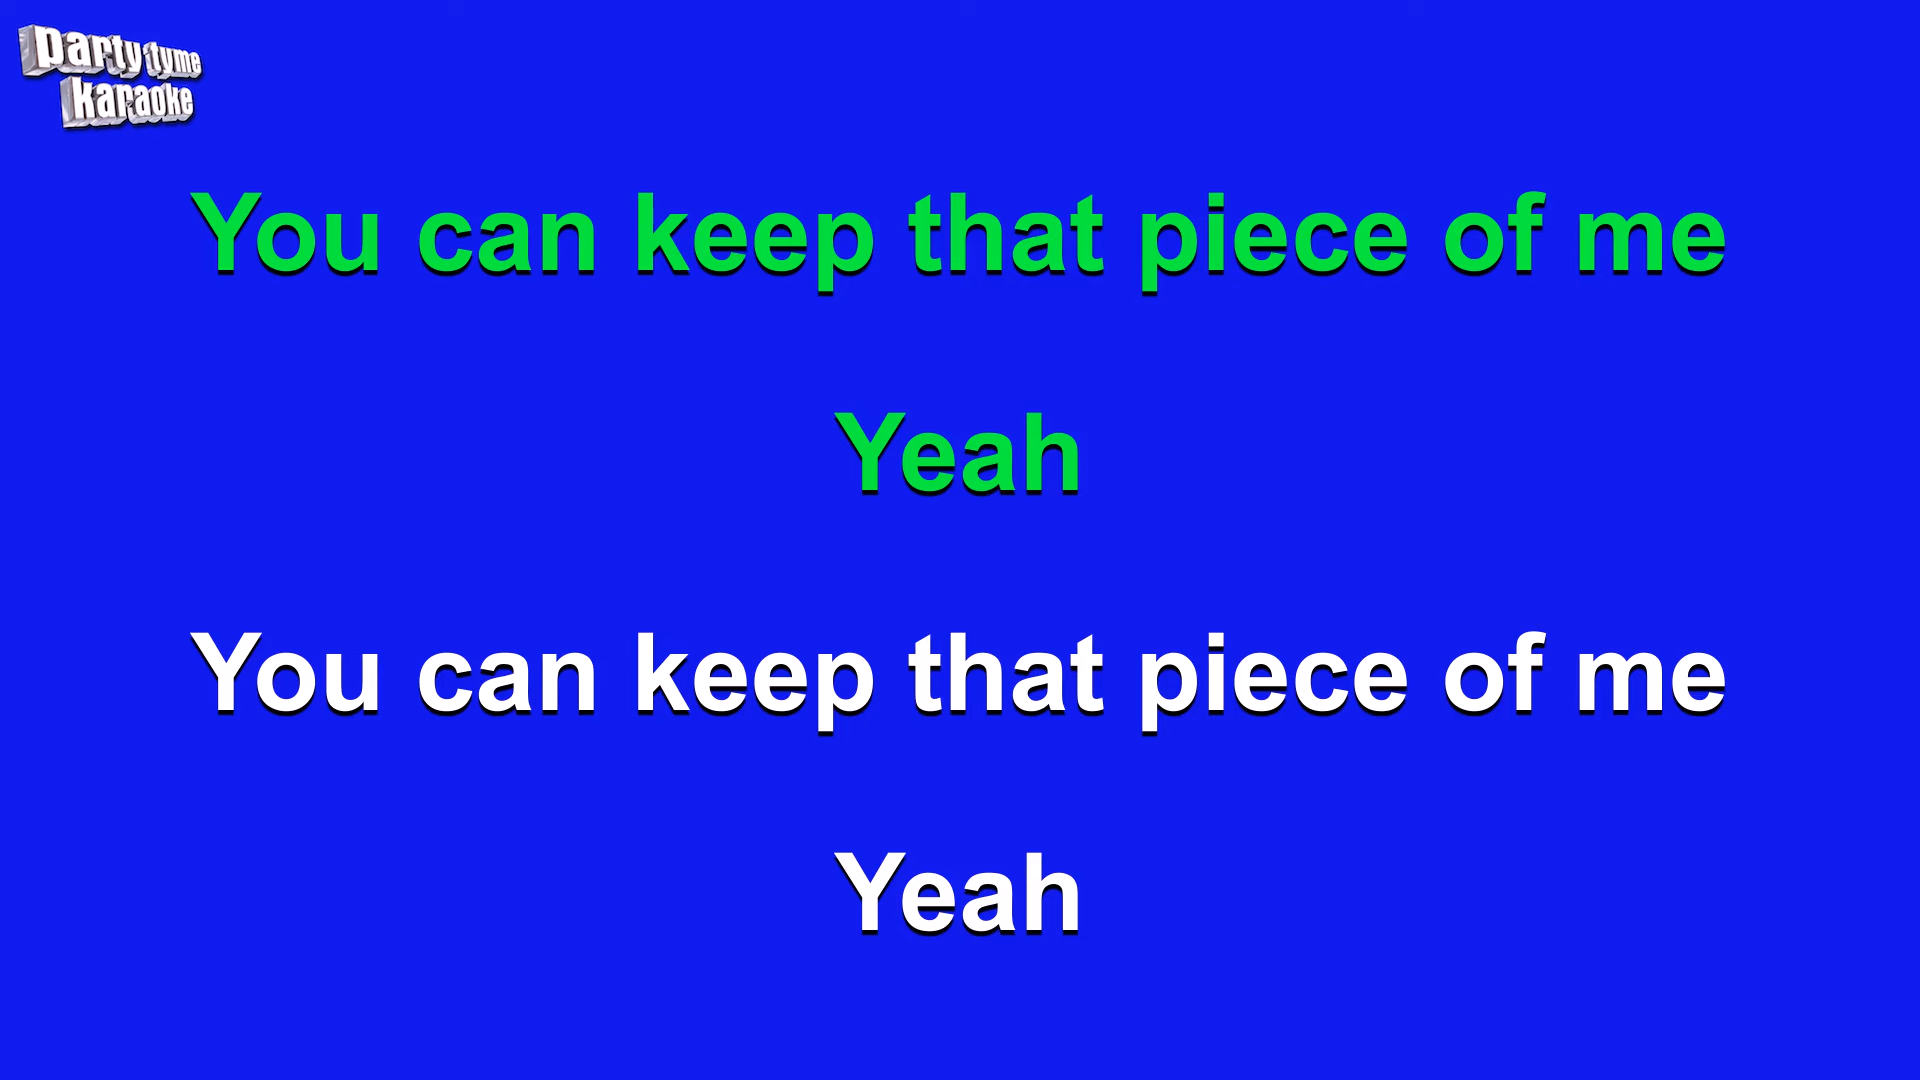 party tyme
karaoke
You can keep that piece of me
Yeah
You can keep that piece of me
Yeah